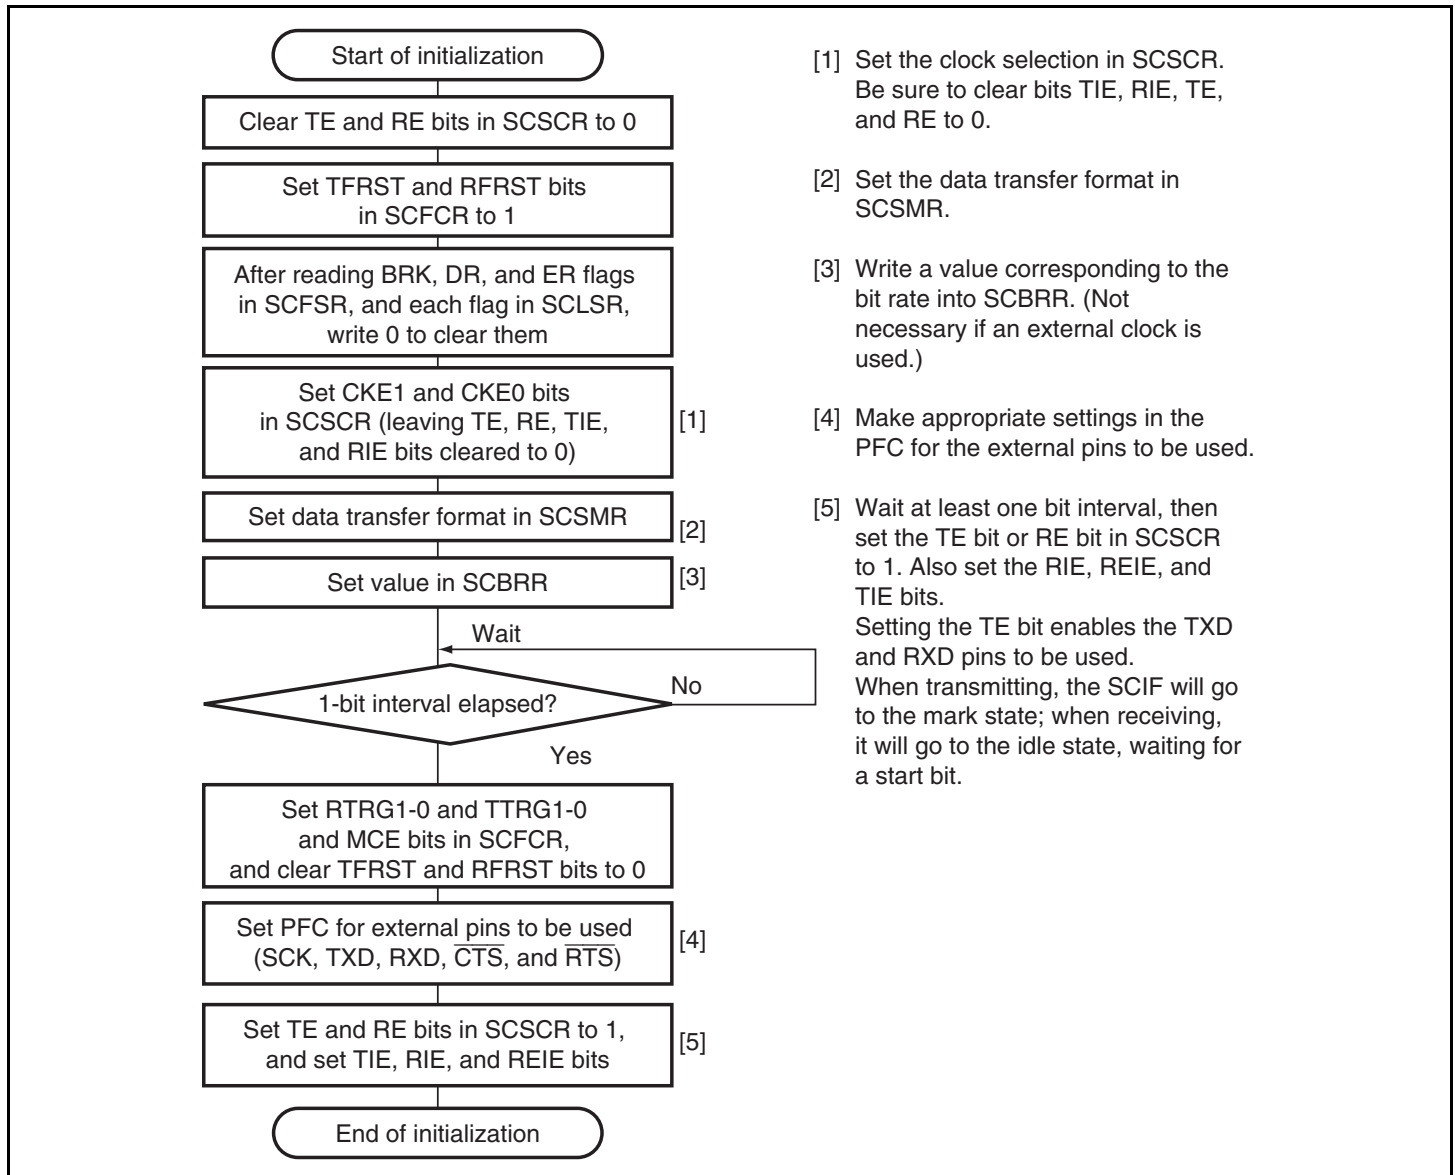 Start of initialization
Clear TE and RE bits in SCSCR to 0
Set TFRST and RFRST bits
in SCFCR to 1
After reading BRK, DR, and ER flags
in SCFSR, and each flag in SCLSR,
write 0 to clear them
Set CKE1 and CKE0 bits
in SCSCR (leaving TE, RE, TIE,
and RIE bits cleared to 0)
[1]
Set data transfer format in SCSMR
[2]
Set value in SCBRR
[3]
Wait
1-bit interval elapsed?
No
Yes
Set RTRG1-0 and TTRG1-0
and MCE bits in SCFCR,
and clear TFRST and RFRST bits to 0
Set PFC for external pins to be used
(SCK, TXD, RXD, C̅T̅S̅, and R̅T̅S̅)
[4]
Set TE and RE bits in SCSCR to 1,
and set TIE, RIE, and REIE bits
[5]
End of initialization
[1] Set the clock selection in SCSCR.
Be sure to clear bits TIE, RIE, TE,
and RE to 0.
[2] Set the data transfer format in
SCSMR.
[3] Write a value corresponding to the
bit rate into SCBRR. (Not
necessary if an external clock is
used.)
[4] Make appropriate settings in the
PFC for the external pins to be used.
[5] Wait at least one bit interval, then
set the TE bit or RE bit in SCSCR
to 1. Also set the RIE, REIE, and
TIE bits.
Setting the TE bit enables the TXD
and RXD pins to be used.
When transmitting, the SCIF will go
to the mark state; when receiving,
it will go to the idle state, waiting for
a start bit.